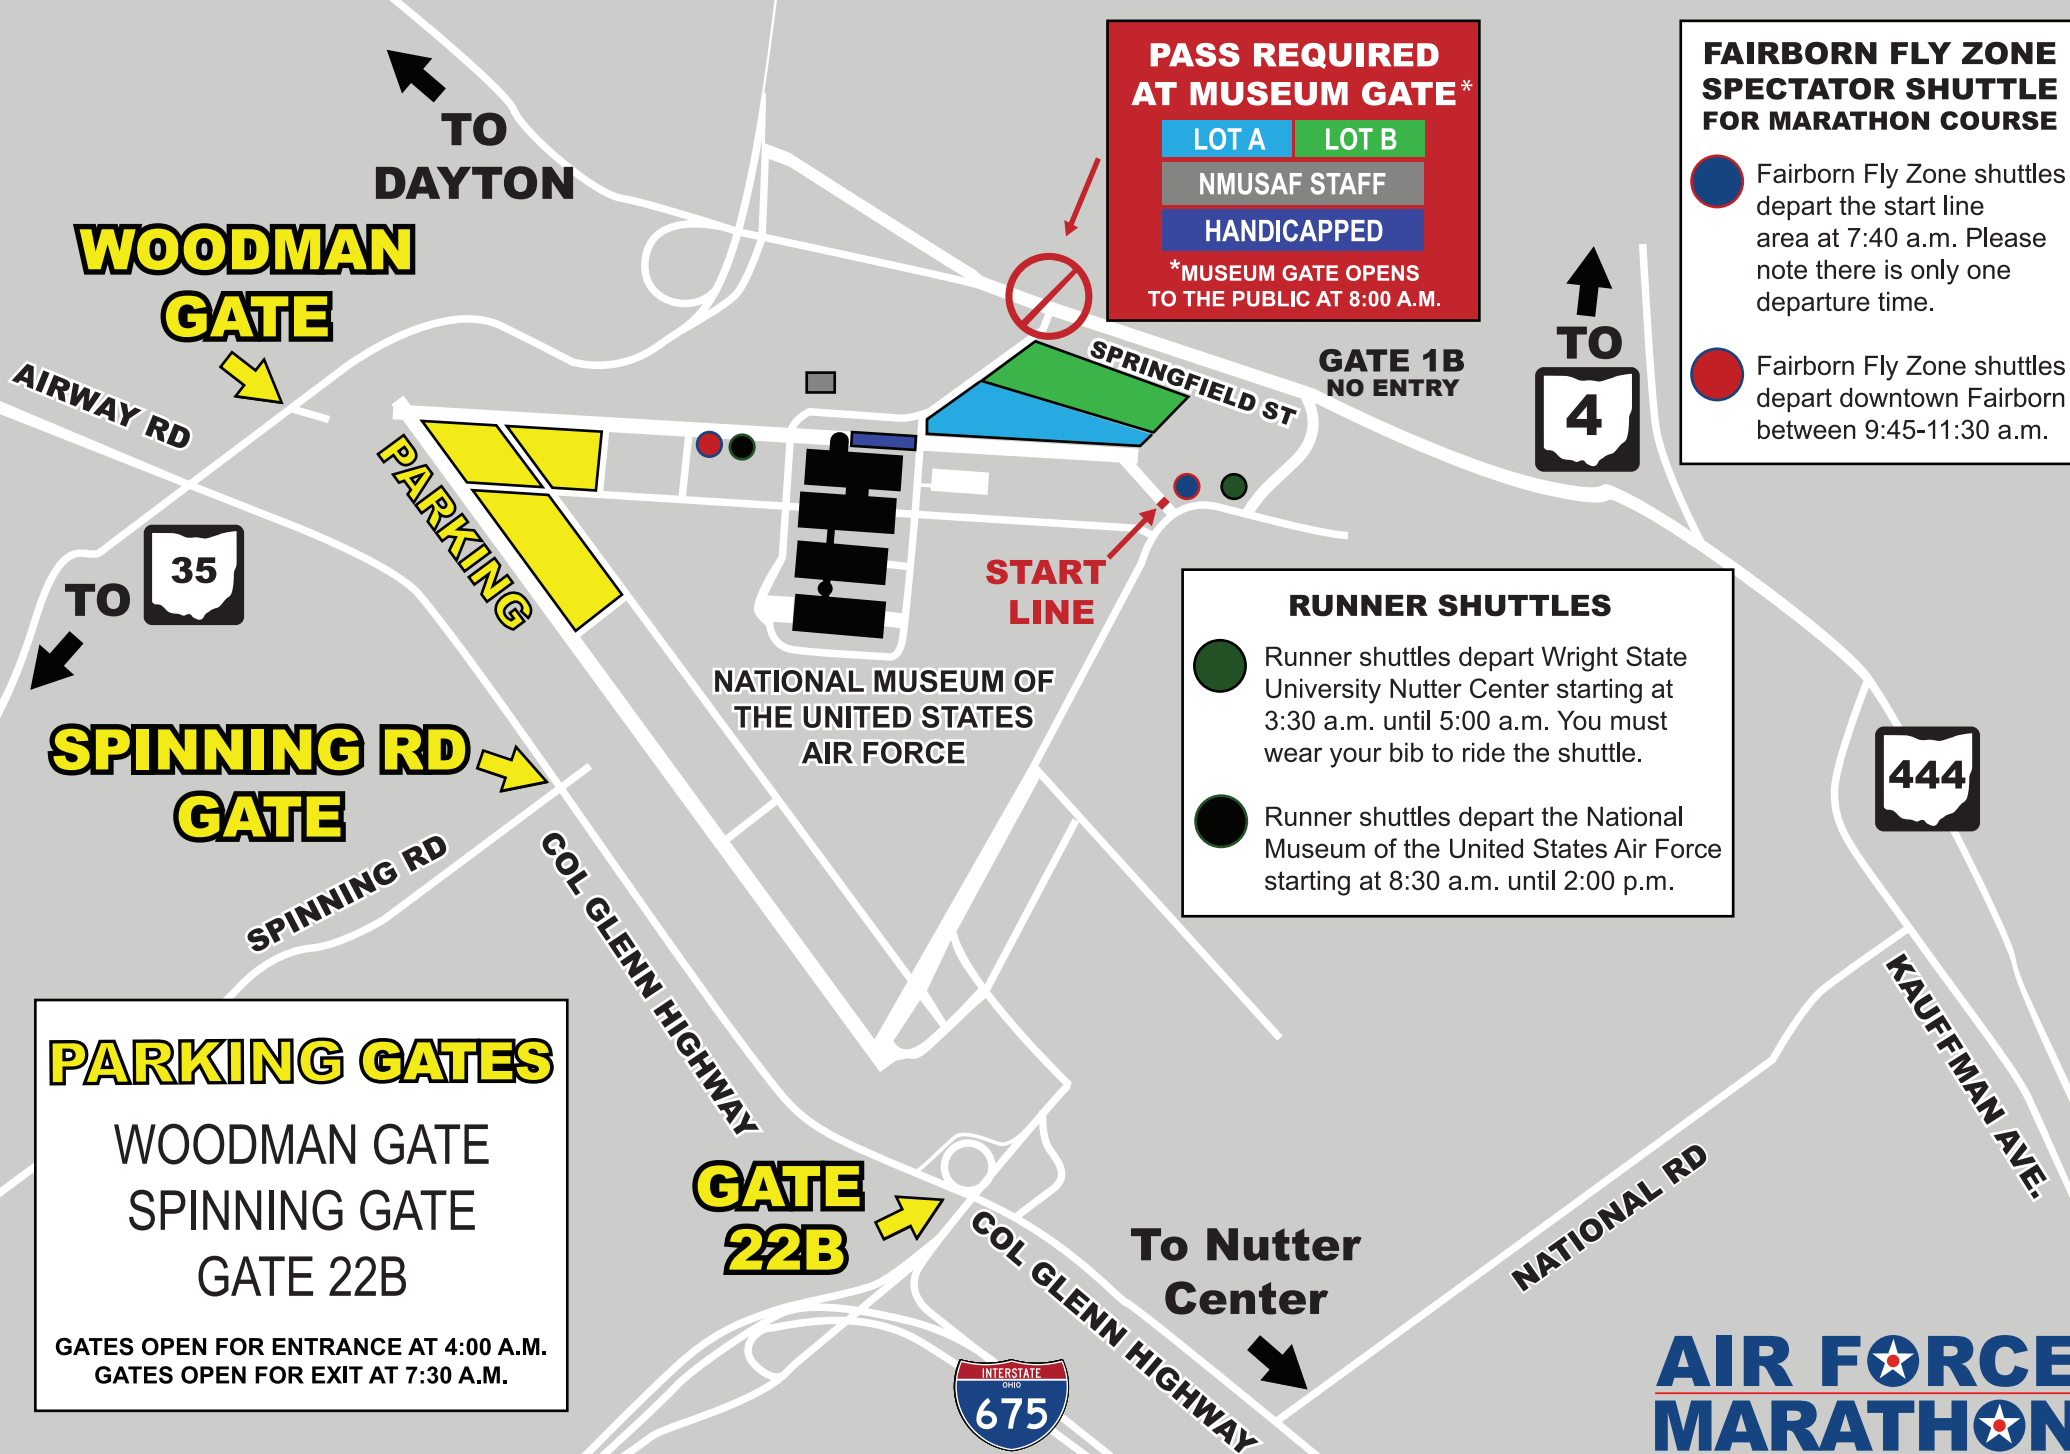 PASS REQUIRED
AT MUSEUM GATE*
LOT A
LOT B
NMUSAF STAFF
HANDICAPPED
*MUSEUM GATE OPENS
TO THE PUBLIC AT 8:00 A.M.
FAIRBORN FLY ZONE
SPECTATOR SHUTTLE
FOR MARATHON COURSE
Fairborn Fly Zone shuttles
depart the start line
area at 7:40 a.m. Please
note there is only one
departure time.
Fairborn Fly Zone shuttles
depart downtown Fairborn
between 9:45-11:30 a.m.
TO
DAYTON
WOODMAN
GATE
AIRWAY RD
PARKING
SPRINGFIELD ST
GATE 1B
NO ENTRY
TO
4
TO
35
START
LINE
NATIONAL MUSEUM OF
THE UNITED STATES
AIR FORCE
RUNNER SHUTTLES
Runner shuttles depart Wright State
University Nutter Center starting at
3:30 a.m. until 5:00 a.m. You must
wear your bib to ride the shuttle.
Runner shuttles depart the National
Museum of the United States Air Force
starting at 8:30 a.m. until 2:00 p.m.
444
SPINNING RD
GATE
SPINNING RD
COL GLENN HIGHWAY
KAUFFMAN AVE.
NATIONAL RD
PARKING GATES
WOODMAN GATE
SPINNING GATE
GATE 22B
GATES OPEN FOR ENTRANCE AT 4:00 A.M.
GATES OPEN FOR EXIT AT 7:30 A.M.
GATE
22B
COL GLENN HIGHWAY
To Nutter
Center
INTERSTATE
OHIO
675
AIR FORCE
MARATHON